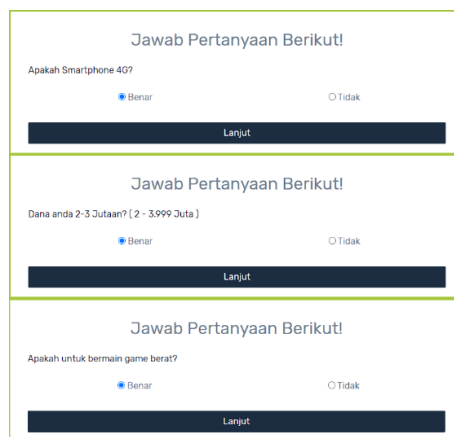 Jawab Pertanyaan Berikut!
Apakah Smartphone 4G?
Benar Tidak
Lanjut
Jawab Pertanyaan Berikut!
Dana anda 2-3 Jutaan? ( 2 - 3.999 Juta )
Benar Tidak
Lanjut
Jawab Pertanyaan Berikut!
Apakah untuk bermain game berat?
Benar Tidak
Lanjut